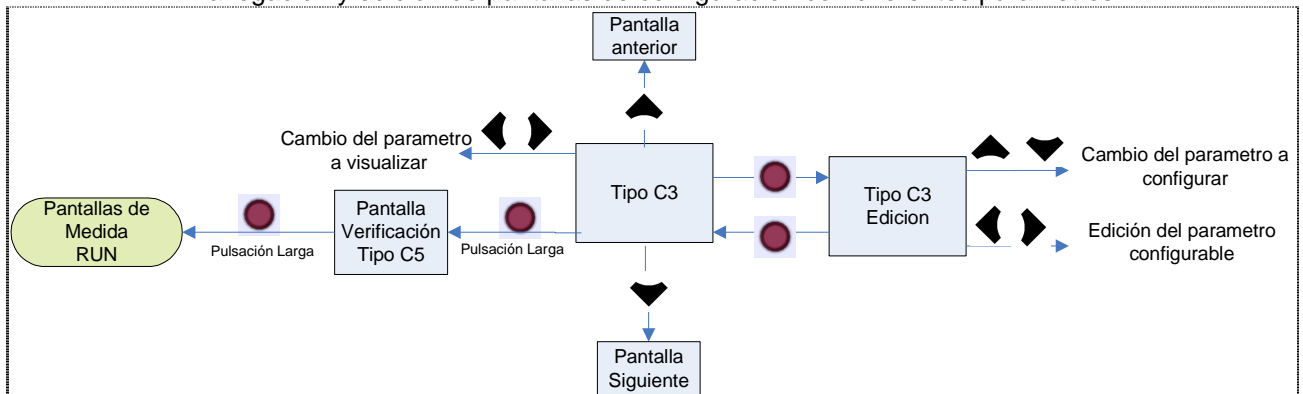 Pantalla
anterior
Cambio del parametro
a visualizar
Tipo C3
Tipo C3
Edicion
Cambio del parametro a
configurar
Edición del parametro
configurable
Pantallas de
Medida
RUN
Pulsación Larga
Pantalla
Verificación
Tipo C5
Pulsación Larga
Pantalla
Siguiente